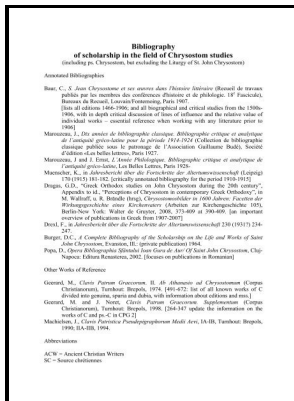 Bibliography
of scholarship in the field of Chrysostom studies
(including ps. Chrysostom, but excluding the Liturgy of St. John Chrysostom)
Annotated Bibliographies
Baur, C., S. Jean Chrysostome et ses œuvres dans l'histoire littéraire (Recueil de travaux
publiés par les membres des conférences d'histoire et de philologie, 18e Fascicule),
Bureaux du Recueil, Louvain/Fontemoing, Paris 1907.
[lists all editions 1466-1906; and all biographical and critical studies from the 1500s-
1906, with in depth critical discussion of lines of influence and the relative value of
individual works – essential reference when working with any literature prior to
1906]
Marouzeau, J., Dix années de bibliographie classique. Bibliographie critique et analytique
de l'antiquité gréco-latine pour le période 1914-1924 (Collection de bibliographie
classique publiée sous le patronage de l'Association Guillaume Budé), Société
d'édition «Les belles lettres», Paris 1927.
Marouzeau, J. and J. Ernst, L'Année Philologique. Bibliographie critique et analytique de
l'antiquité gréco-latine, Les Belles Lettres, 1928-
Muenscher, K., in Jahresbericht über die Fortschritte der Altertumswissenschaft (Leipzig)
170 (1915) 181-182. [critically annotated bibliography for the period 1910-1915]
Dragas, G.D., "Greek Orthodox studies on John Chrysostom during the 20th century",
Appendix to id., "Perceptions of Chrysostom in contemporary Greek Orthodoxy", in
M. Wallraff, u. R. Brändle (hrsg), Chrysostomosbilder in 1600 Jahren. Facetten der
Wirkungsgeschichte eines Kirchenvaters (Arbeiten zur Kirchengeschichte 105),
Berlin-New York: Walter de Gruyter, 2008, 373-409 at 390-409. [an important
overview of publications in Greek from 1907-2007]
Drexl, F., in Jahresbericht über der Fortschritte der Altertumswissenschaft 230 (1931?) 234-
247.
Burger, D.C., A Complete Bibliography of the Scholarship on the Life and Works of Saint
John Chrysostom, Evanston, Ill.: (private publication) 1964.
Popa, D., Opera Bibliographia Sfântului Ioan Gura de Aur/ Of Saint John Chrysostom, Cluj-
Napoca: Editura Renasterea, 2002. [focuses on publications in Romanian]
Other Works of Reference
Geerard, M., Clavis Patrum Graecorum. II. Ab Athanasio ad Chrysostomum (Corpus
Christianorum), Turnhout: Brepols, 1974. [491-672: list of all known works of C
divided into genuina, spuria and dubia, with information about editions and mss.]
Geerard, M. and J. Noret, Clavis Patrum Graecorum. Supplementum (Corpus
Christianorum), Turnhout: Brepols, 1998. [264-347 update the information on the
works of C and ps.-C in CPG 2]
Machielsen, J., Clavis Patristica Pseudepigraphorum Medii Aevi, IA-IB, Turnhout: Brepols,
1990; IIA-IIB, 1994.
Abbreviations
ACW = Ancient Christian Writers
SC = Source chrétiennes